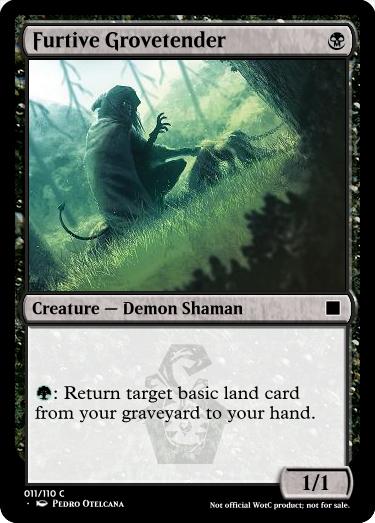 Furtive Grovetender
Creature — Demon Shaman
: Return target basic land card
from your graveyard to your hand.
1/1
011/110 C
· Pedro Otelcana
Not official WotC product; not for sale.